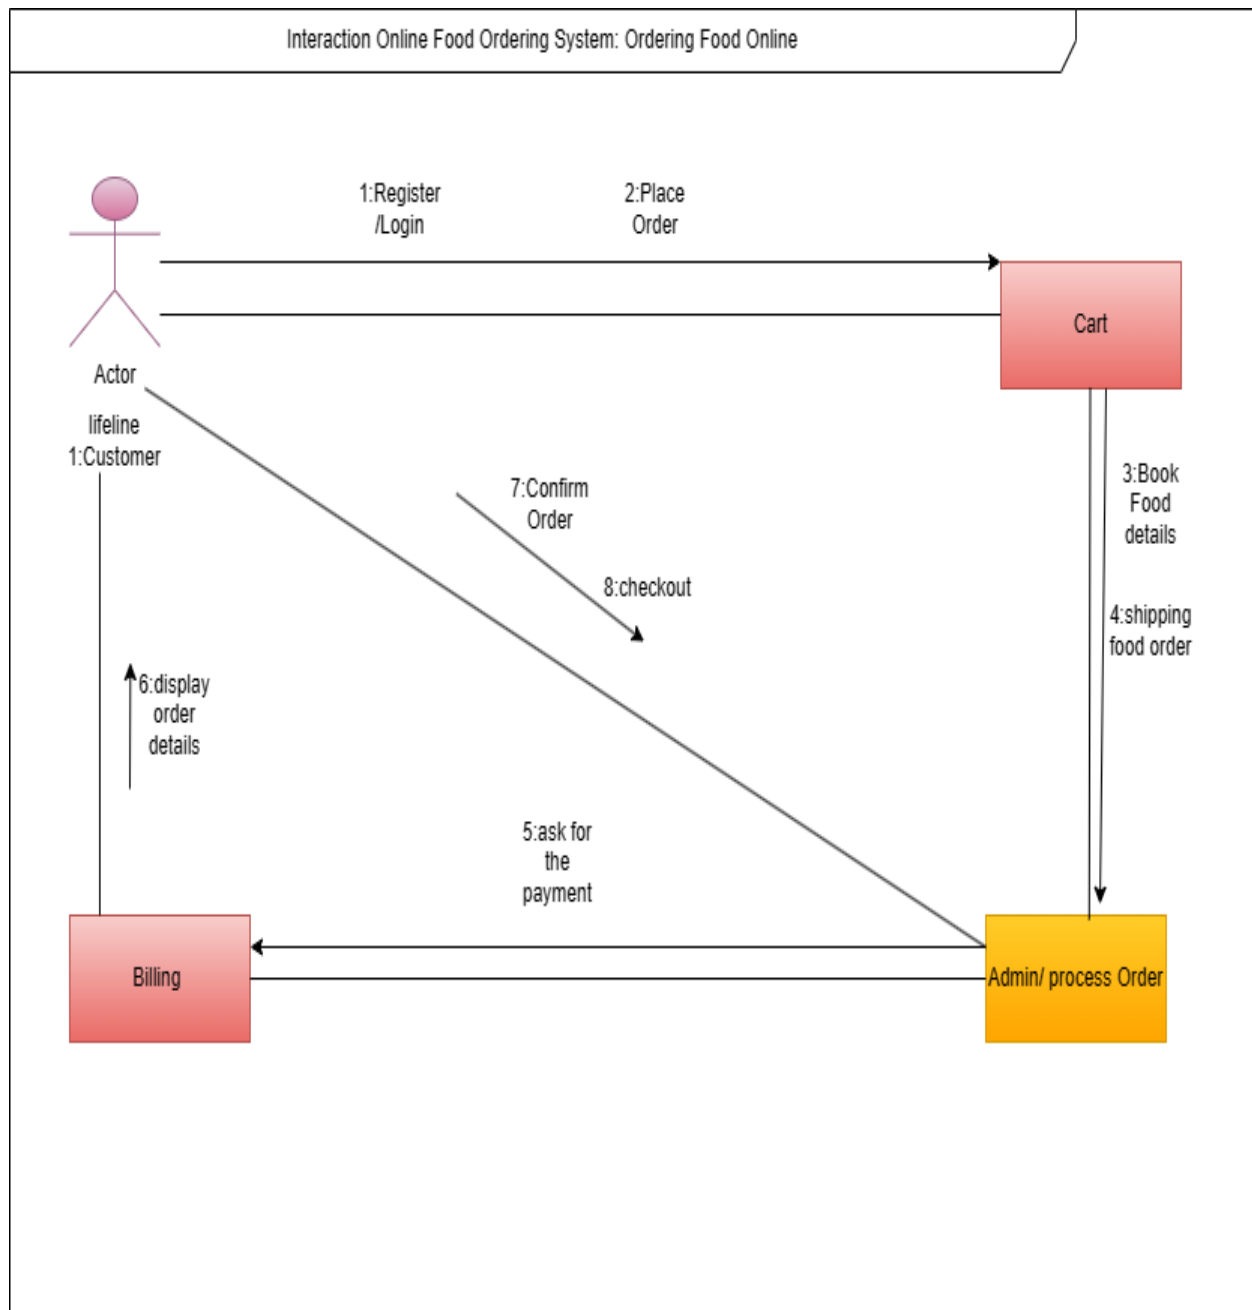 Interaction Online Food Ordering System: Ordering Food Online
1:Register
/Login
2:Place
Order
Cart
Actor
lifeline
1:Customer
3:Book
Food
details
7:Confirm
Order
8:checkout
4:shipping
food order
6:display
order
details
5:ask for
the
payment
Billing
Admin/ process Order